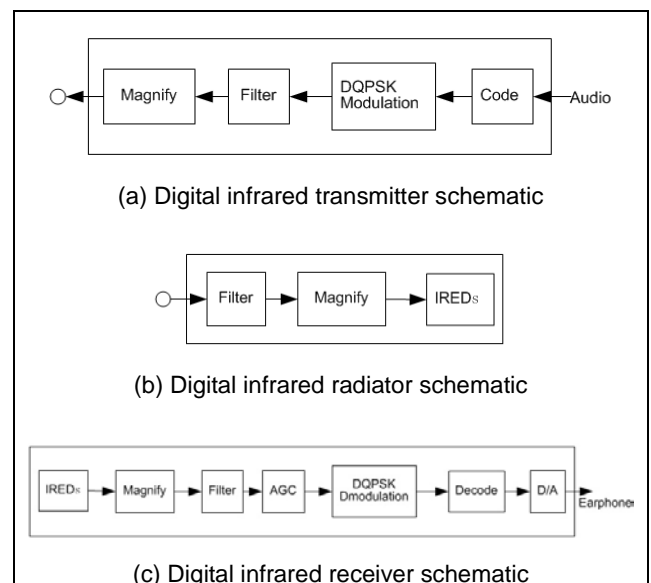 Magnify Filter DQPSK Modulation Code Audio
(a) Digital infrared transmitter schematic
Filter Magnify IREDs
(b) Digital infrared radiator schematic
IREDs Magnify Filter AGC DQPSK Dmodulation Decode D/A Earphone
(c) Digital infrared receiver schematic